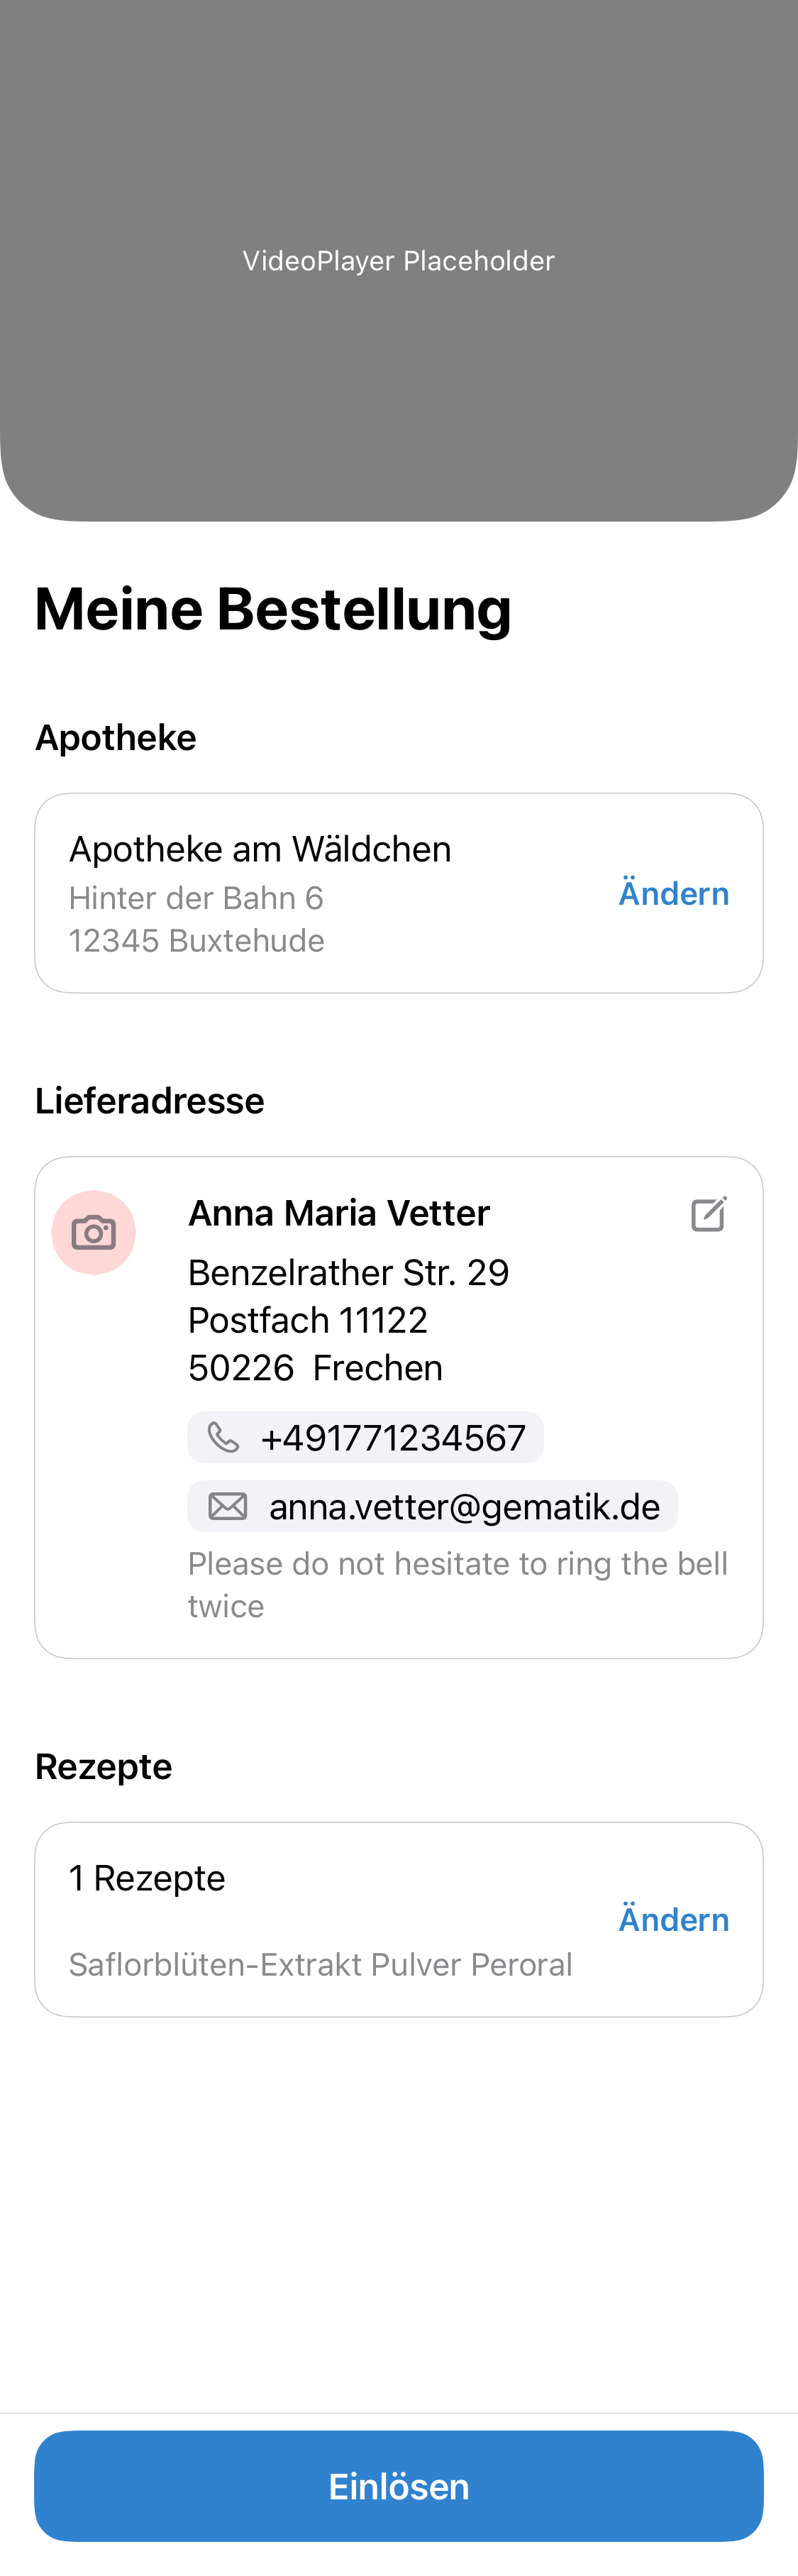 VideoPlayer Placeholder
Meine Bestellung
Apotheke
Apotheke am Wäldchen
Hinter der Bahn 6
12345 Buxtehude
Ändern
Lieferadresse
Anna Maria Vetter
Benzelrather Str. 29
Postfach 11122
50226  Frechen
+491771234567
anna.vetter@gematik.de
Please do not hesitate to ring the bell
twice
Rezepte
1 Rezepte
Ändern
Saflorblüten-Extrakt Pulver Peroral
Einlösen